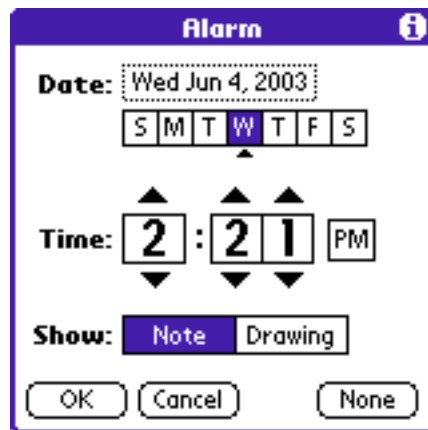 Alarm i
Date: Wed Jun 4, 2003
S M T W T F S
Time: 2 : 2 1 PM
Show: Note Drawing
OK Cancel None